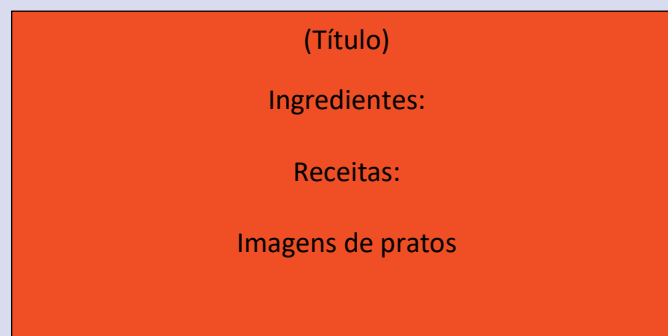 (Título)
Ingredientes:
Receitas:
Imagens de pratos